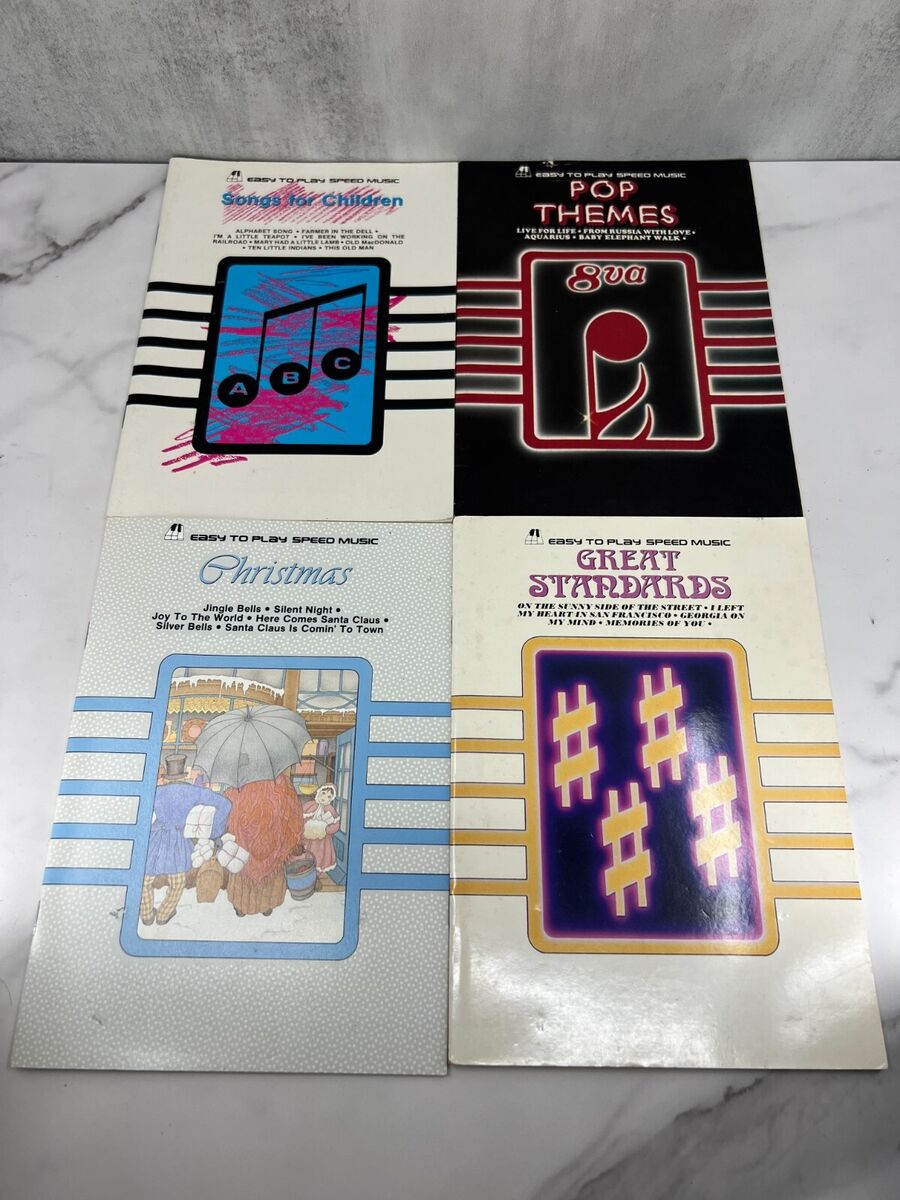 EASY TO PLAY SPEED MUSIC
Songs for Children
ALPHABET SONG • FARMER IN THE DELL •
I'M A LITTLE TEAPOT • I'VE BEEN WORKING ON THE
RAILROAD • MARY HAD A LITTLE LAMB • OLD MacDONALD
• TEN LITTLE INDIANS • THIS OLD MAN
A B C
EASY TO PLAY SPEED MUSIC
POP
THEMES
LIVE FOR LIFE • FROM RUSSIA WITH LOVE •
AQUARIUS • BABY ELEPHANT WALK •
8va
EASY TO PLAY SPEED MUSIC
Christmas
Jingle Bells • Silent Night •
Joy To The World • Here Comes Santa Claus •
Silver Bells • Santa Claus Is Comin' To Town
EASY TO PLAY SPEED MUSIC
GREAT
STANDARDS
ON THE SUNNY SIDE OF THE STREET • I LEFT
MY HEART IN SAN FRANCISCO • GEORGIA ON
MY MIND • MEMORIES OF YOU •